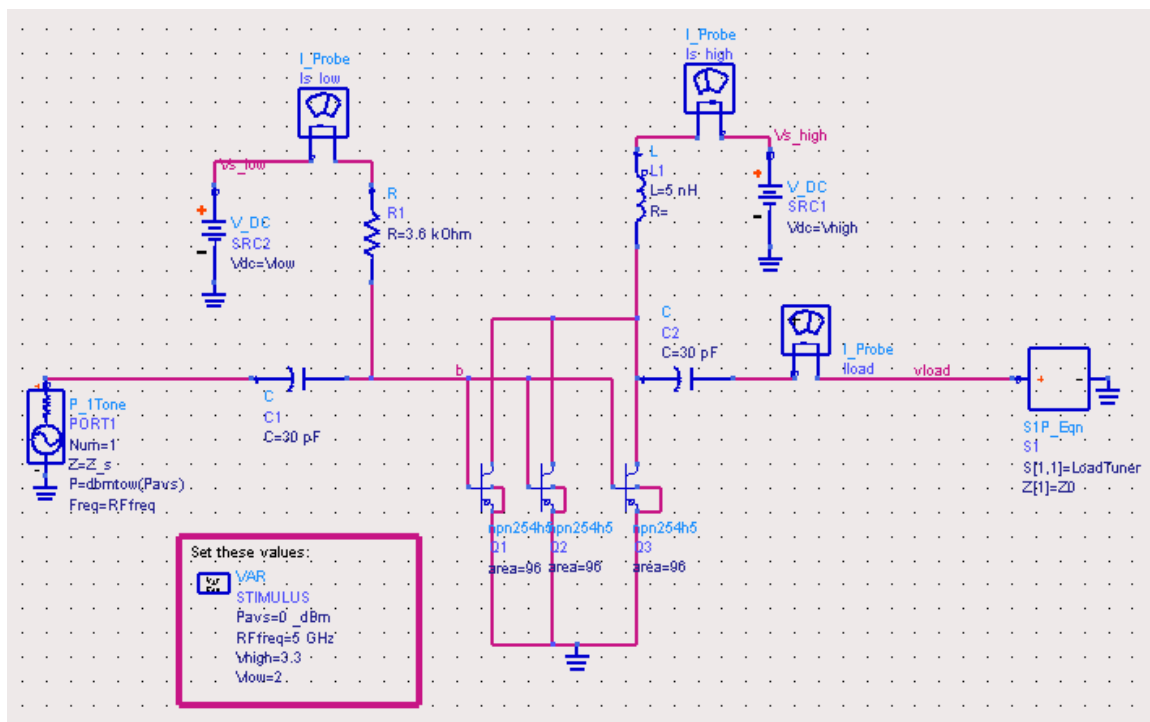 I_Probe
Is_low
I_Probe
Is_high
Vs_low
Vs_high
R
R1
R=3.6 kOhm
V_DC
SRC2
Vdc=Vlow
L
L1
L=5 nH
R=
V_DC
SRC1
Vdc=Vhigh
C
C2
C=30 pF
I_Probe
Iload
vload
b
P_1Tone
PORT1
Num=1
Z=Z_s
P=dbmtow(Pavs)
Freq=RFfreq
C
C1
C=30 pF
S1P_Eqn
S1
S[1,1]=LoadTuner
Z[1]=Z0
npn254h5
Q1
area=96
npn254h5
Q2
area=96
npn254h5
Q3
area=96
Set these values:
Var
Eqn
VAR
STIMULUS
Pavs=0 _dBm
RFfreq=5 GHz
Vhigh=3.3
Vlow=2